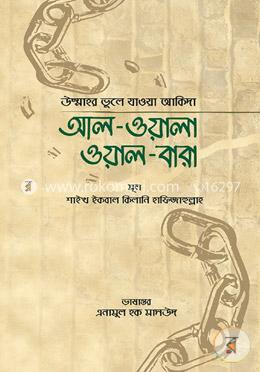 উম্মাহর ভুলে যাওয়া আকিদা
আল-ওয়ালা
ওয়াল-বারা
মূল
শাইখ ইকবাল কিলানি হাফিজাহুল্লাহ
ভাষান্তর
এনামুল হক মাসউদ